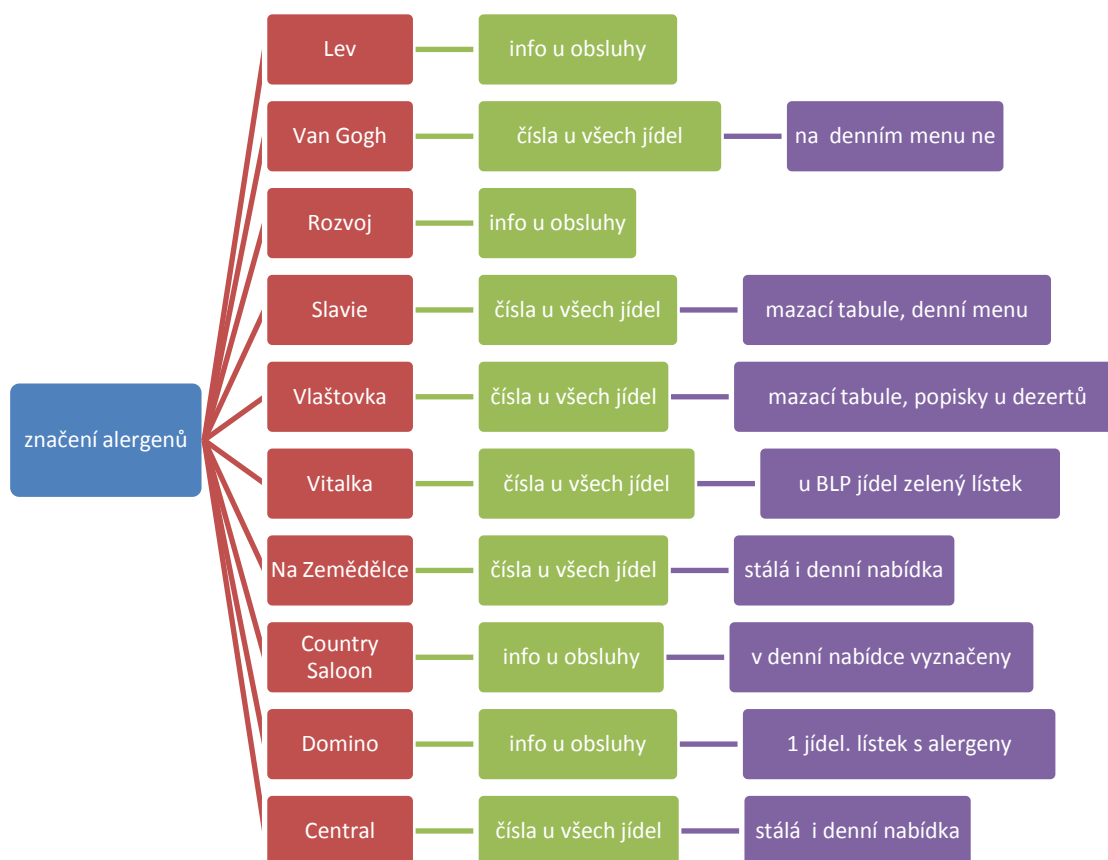 značení alergenů
Lev
info u obsluhy
Van Gogh
čísla u všech jídel
na denním menu ne
Rozvoj
info u obsluhy
Slavie
čísla u všech jídel
mazací tabule, denní menu
Vlaštovka
čísla u všech jídel
mazací tabule, popisky u dezertů
Vitalka
čísla u všech jídel
u BLP jídel zelený lístek
Na Zemědělce
čísla u všech jídel
stálá i denní nabídka
Country
Saloon
info u obsluhy
v denní nabídce vyznačeny
Domino
info u obsluhy
1 jídel. lístek s alergeny
Central
čísla u všech jídel
stálá i denní nabídka